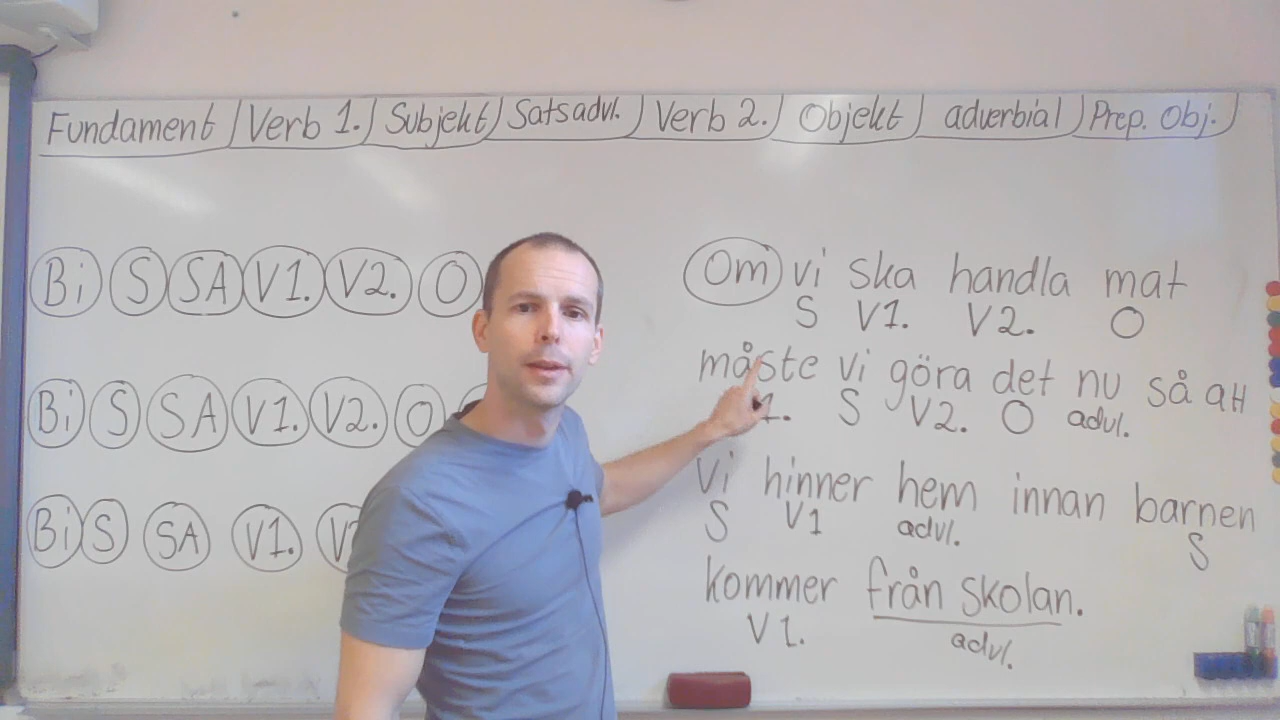 Fundament Verb 1. Subjekt Satsadvl. Verb 2. Objekt adverbial Prep. Obj.
Bi S SA V1. V2. O
Om vi ska handla mat
S V1. V2. O
Bi S SA V1. V2. O
måste vi göra det nu så att
1. S V2. O advl.
Bi S SA V1. V2
vi hinner hem innan barnen
S V1 advl. S
kommer från skolan.
V1. advl.